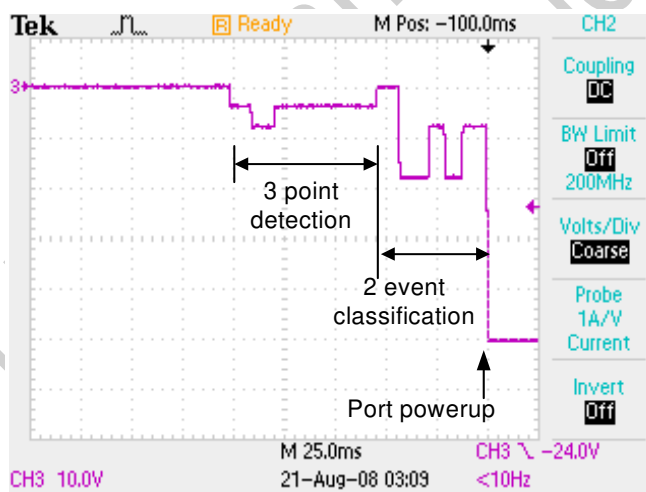 Tek R Ready M Pos: -100.0ms CH2
Coupling
DC
3
BW Limit
Off
200MHz
3 point
detection
Volts/Div
Coarse
2 event
classification
Probe
1A/V
Current
Invert
Off
Port powerup
M 25.0ms CH3 -24.0V
CH3 10.0V 21-Aug-08 03:09 <10Hz